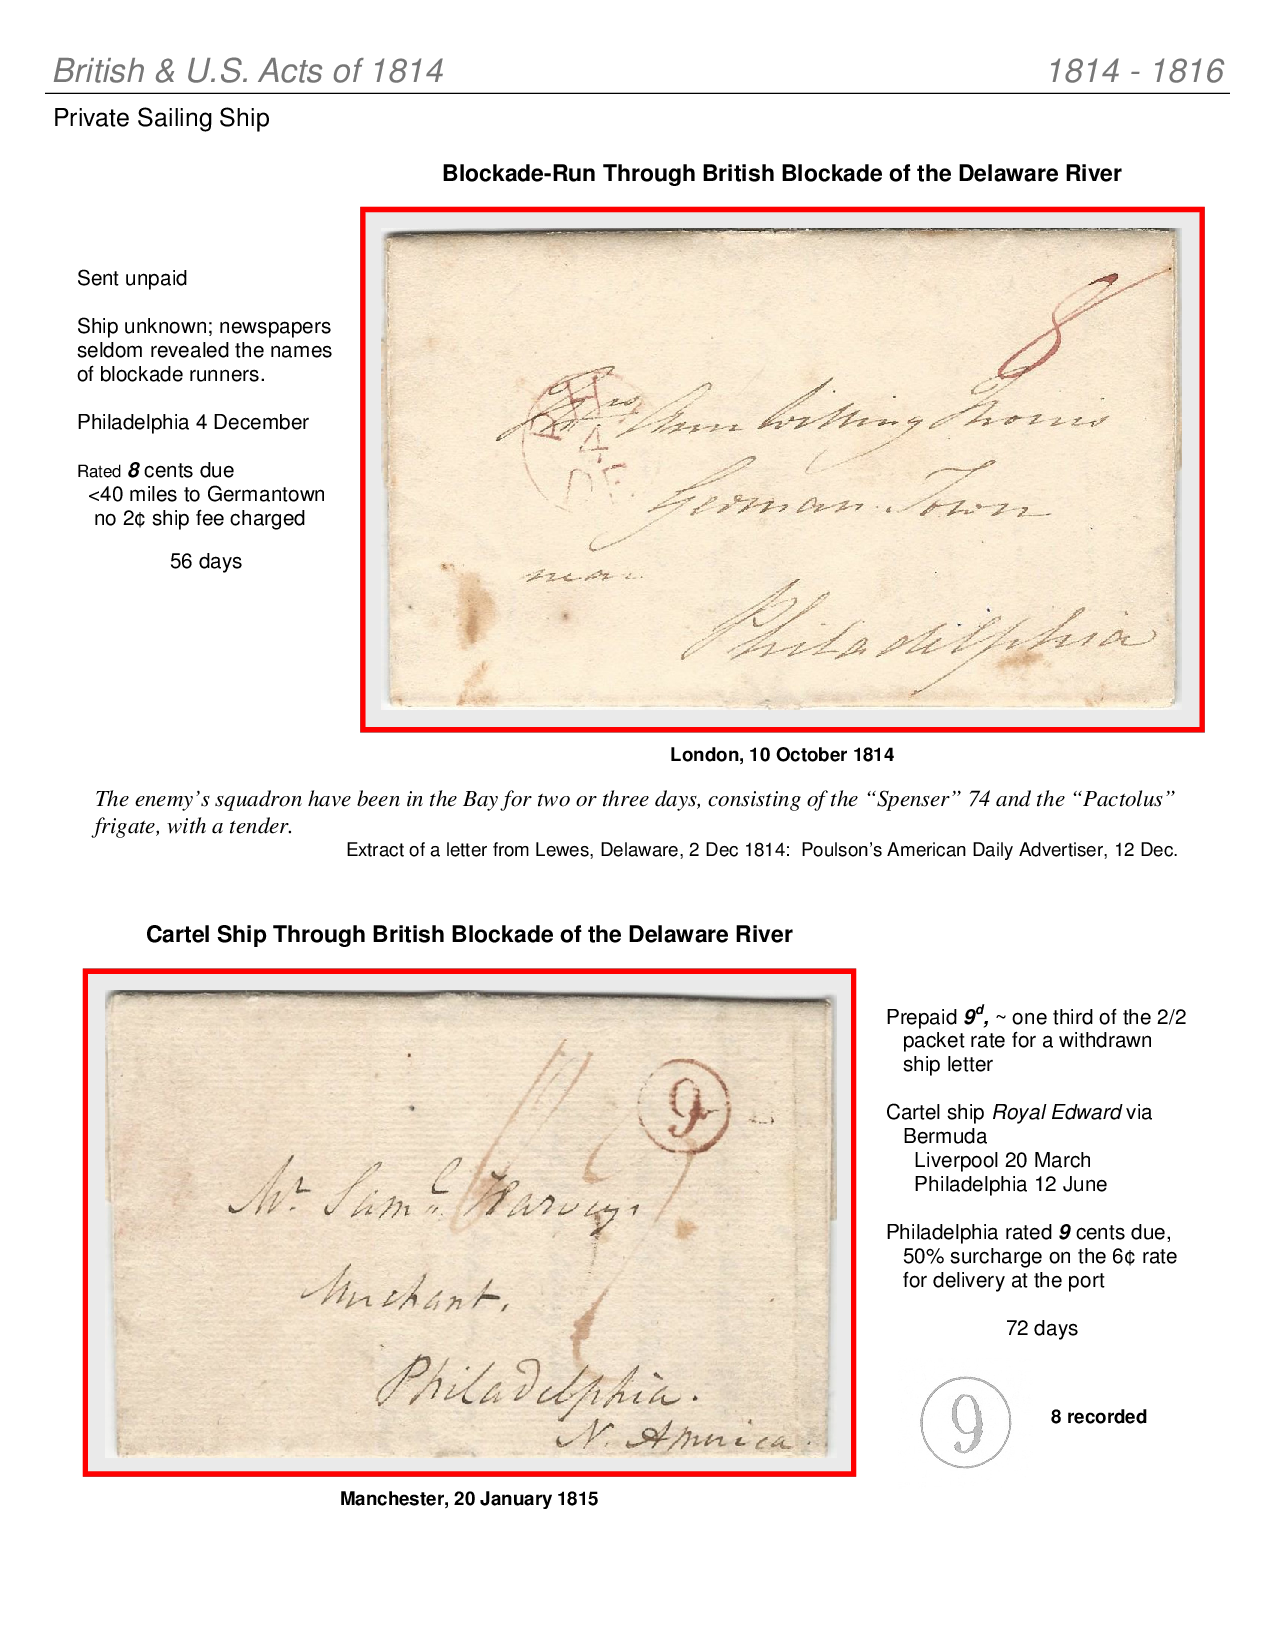 British & U.S. Acts of 1814 1814 - 1816
Private Sailing Ship
Blockade-Run Through British Blockade of the Delaware River
Sent unpaid
Ship unknown; newspapers
seldom revealed the names
of blockade runners.
Philadelphia 4 December
Rated 8 cents due
<40 miles to Germantown
no 2¢ ship fee charged
56 days
8
PHI
4
DE
Ann Willing Morris
German Town
near
Philadelphia
London, 10 October 1814
The enemy’s squadron have been in the Bay for two or three days, consisting of the “Spenser” 74 and the “Pactolus”
frigate, with a tender.
Extract of a letter from Lewes, Delaware, 2 Dec 1814: Poulson’s American Daily Advertiser, 12 Dec.
Cartel Ship Through British Blockade of the Delaware River
9
Mr. Saml. Harvey.
Merchant.
Philadelphia.
N. America.
Manchester, 20 January 1815
Prepaid 9d, ~ one third of the 2/2
packet rate for a withdrawn
ship letter
Cartel ship Royal Edward via
Bermuda
Liverpool 20 March
Philadelphia 12 June
Philadelphia rated 9 cents due,
50% surcharge on the 6¢ rate
for delivery at the port
72 days
9
8 recorded